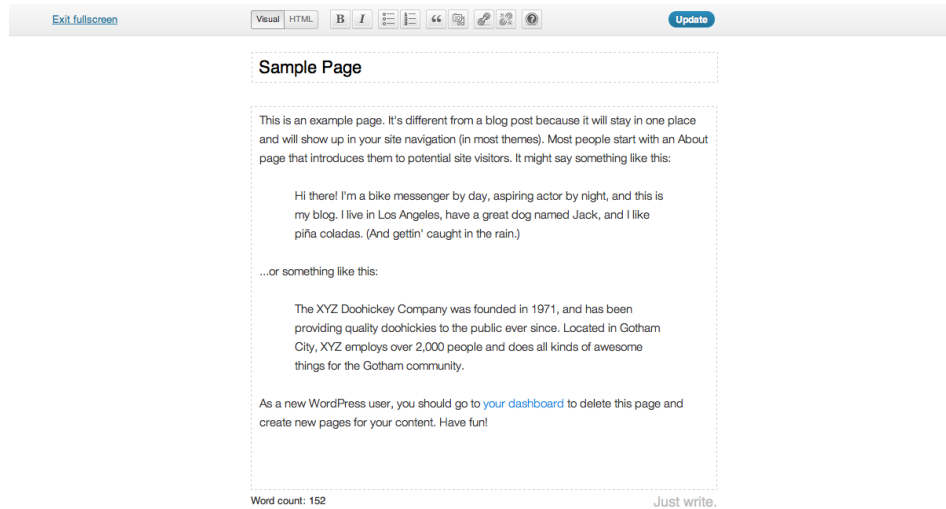 Exit fullscreen Visual HTML B I Update
Sample Page
This is an example page. It's different from a blog post because it will stay in one place
and will show up in your site navigation (in most themes). Most people start with an About
page that introduces them to potential site visitors. It might say something like this:
Hi there! I'm a bike messenger by day, aspiring actor by night, and this is
my blog. I live in Los Angeles, have a great dog named Jack, and I like
piña coladas. (And gettin' caught in the rain.)
...or something like this:
The XYZ Doohickey Company was founded in 1971, and has been
providing quality doohickies to the public ever since. Located in Gotham
City, XYZ employs over 2,000 people and does all kinds of awesome
things for the Gotham community.
As a new WordPress user, you should go to your dashboard to delete this page and
create new pages for your content. Have fun!
Word count: 152 Just write.